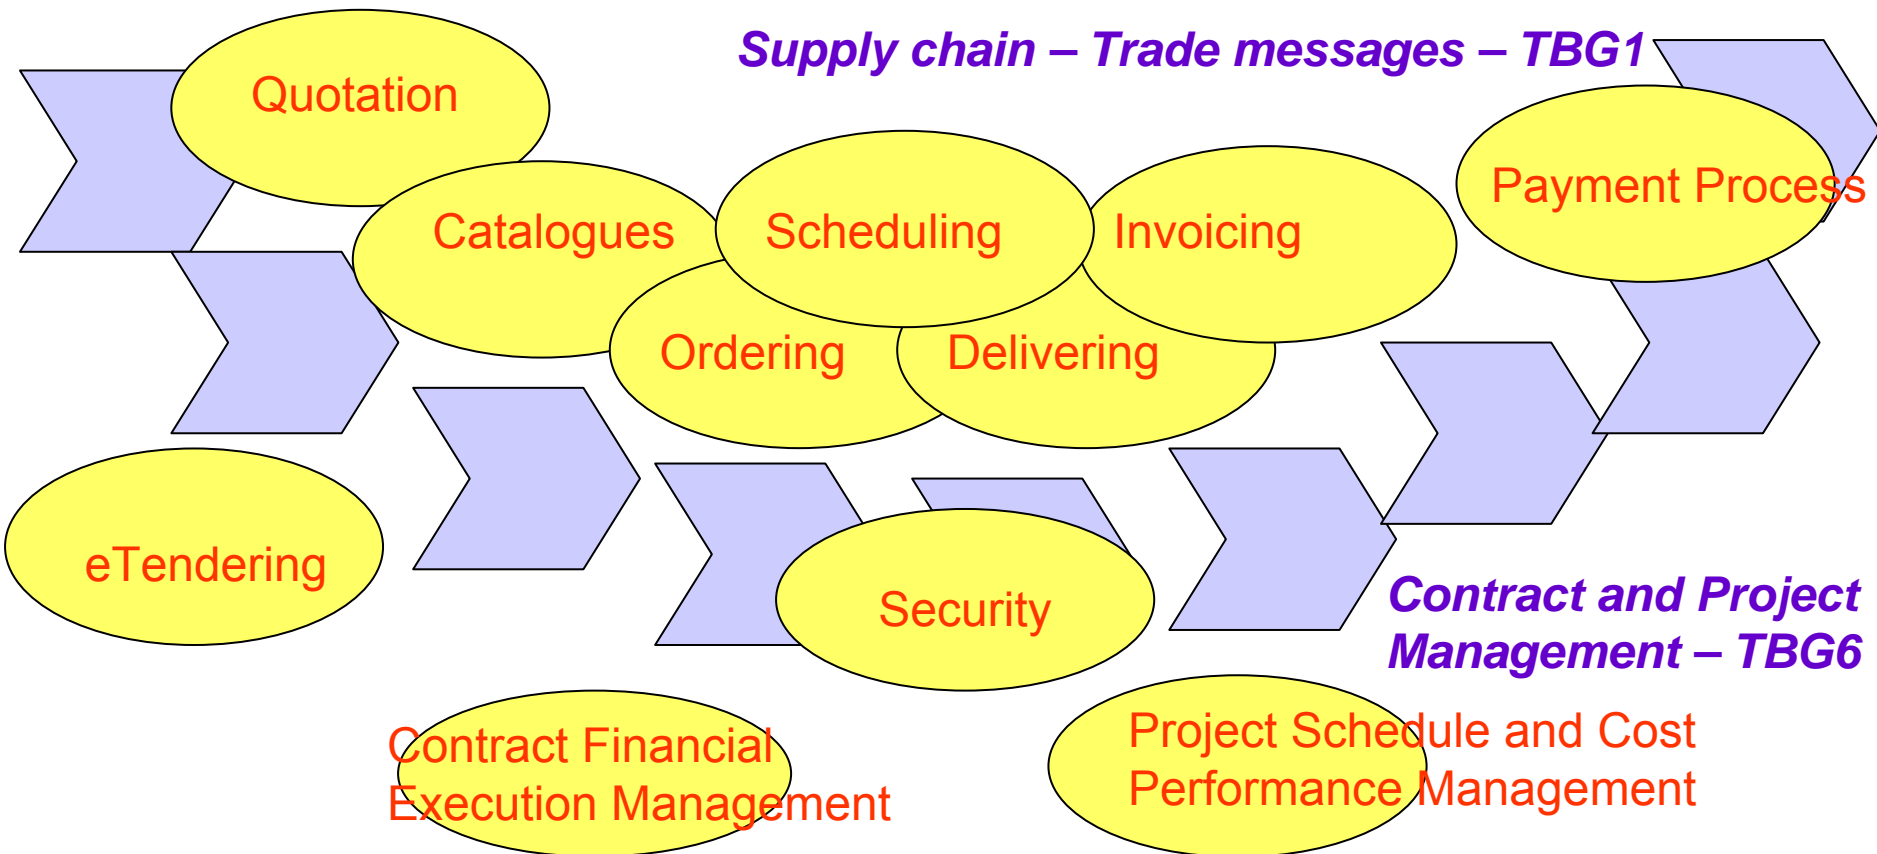 Supply chain – Trade messages – TBG1
Quotation
Payment Process
Catalogues
Scheduling
Invoicing
Ordering
Delivering
eTendering
Security
Contract and Project
Management – TBG6
Contract Financial
Execution Management
Project Schedule and Cost
Performance Management